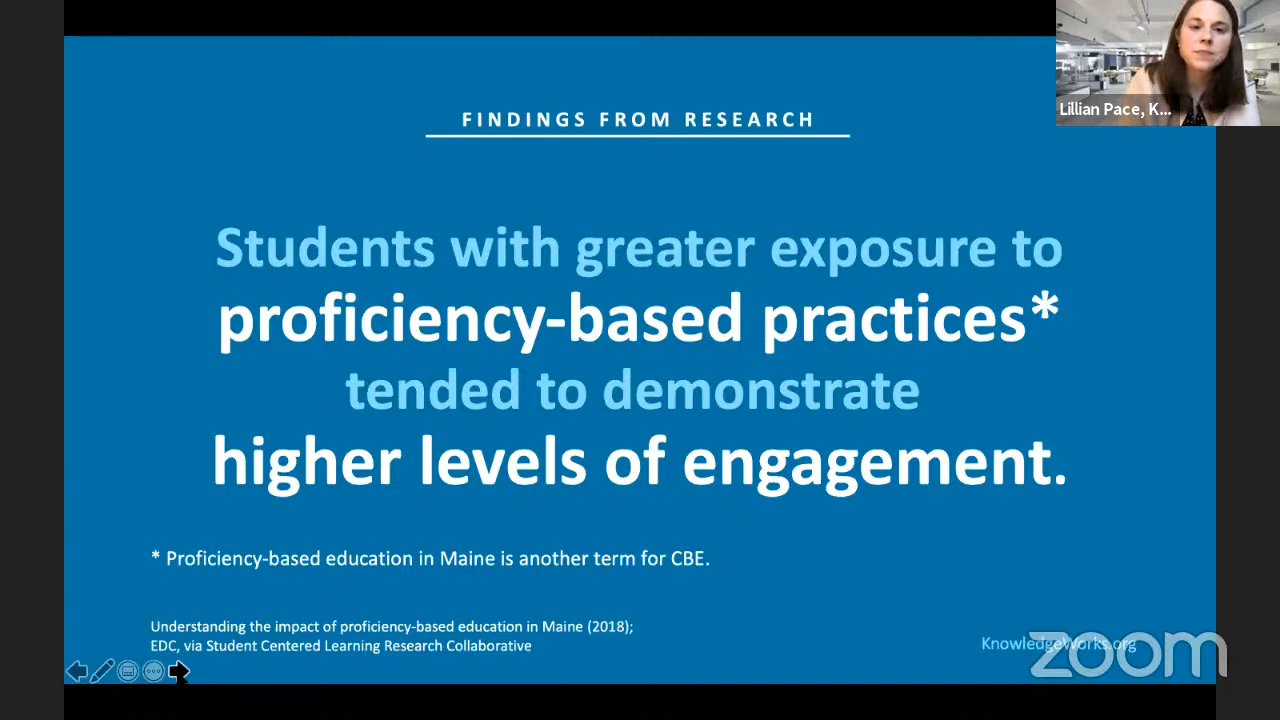 Lillian Pace, K...
FINDINGS FROM RESEARCH
Students with greater exposure to
proficiency-based practices*
tended to demonstrate
higher levels of engagement.
* Proficiency-based education in Maine is another term for CBE.
Understanding the impact of proficiency-based education in Maine (2018);
EDC, via Student Centered Learning Research Collaborative
KnowledgeWorks.org
zoom